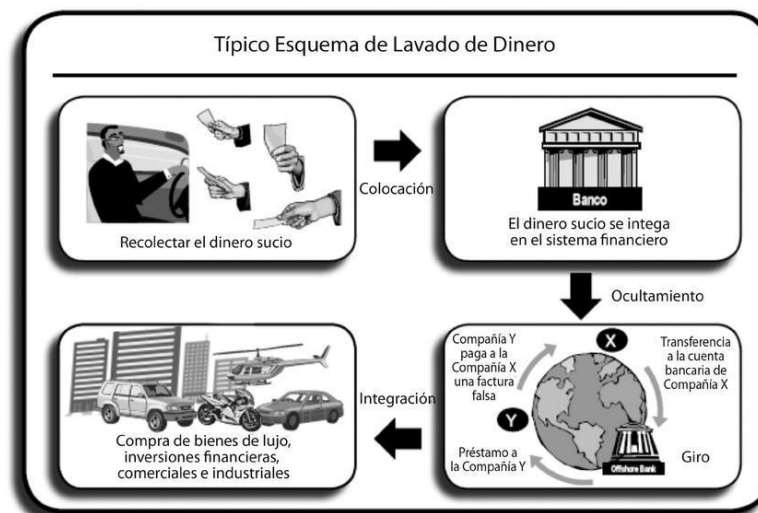 Típico Esquema de Lavado de Dinero
Recolectar el dinero sucio
Colocación
Banco
El dinero sucio se intega
en el sistema financiero
Ocultamiento
Compañía Y
paga a la
Compañía X
una factura
falsa
X
Transferencia
a la cuenta
bancaria de
Compañía X
Y
Préstamo a
la Compañía Y
Offshore Bank
Giro
Integración
Compra de bienes de lujo,
inversiones financieras,
comerciales e industriales